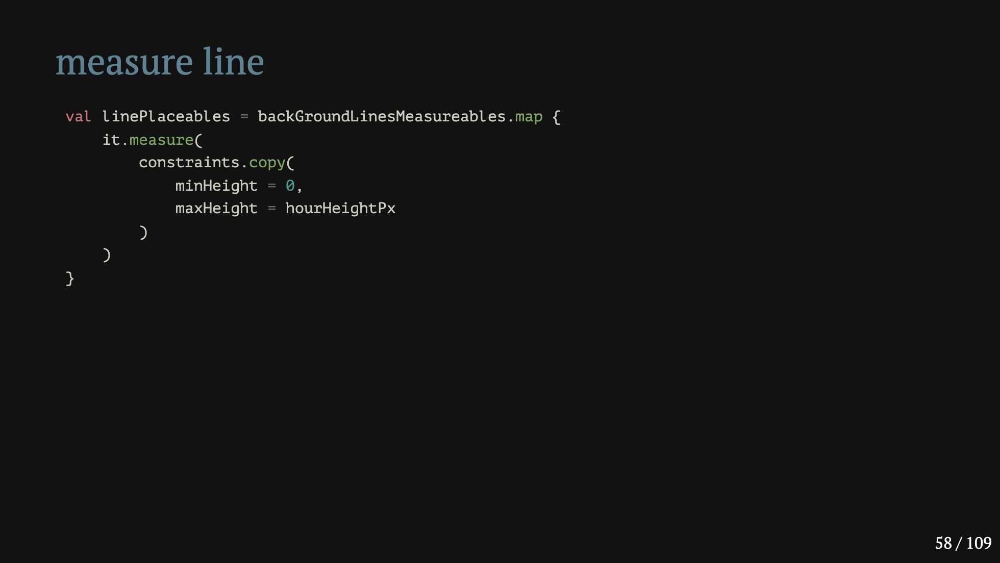 measure line
val linePlaceables = backGroundLinesMeasureables.map {
    it.measure(
        constraints.copy(
            minHeight = 0,
            maxHeight = hourHeightPx
        )
    )
}
58 / 109